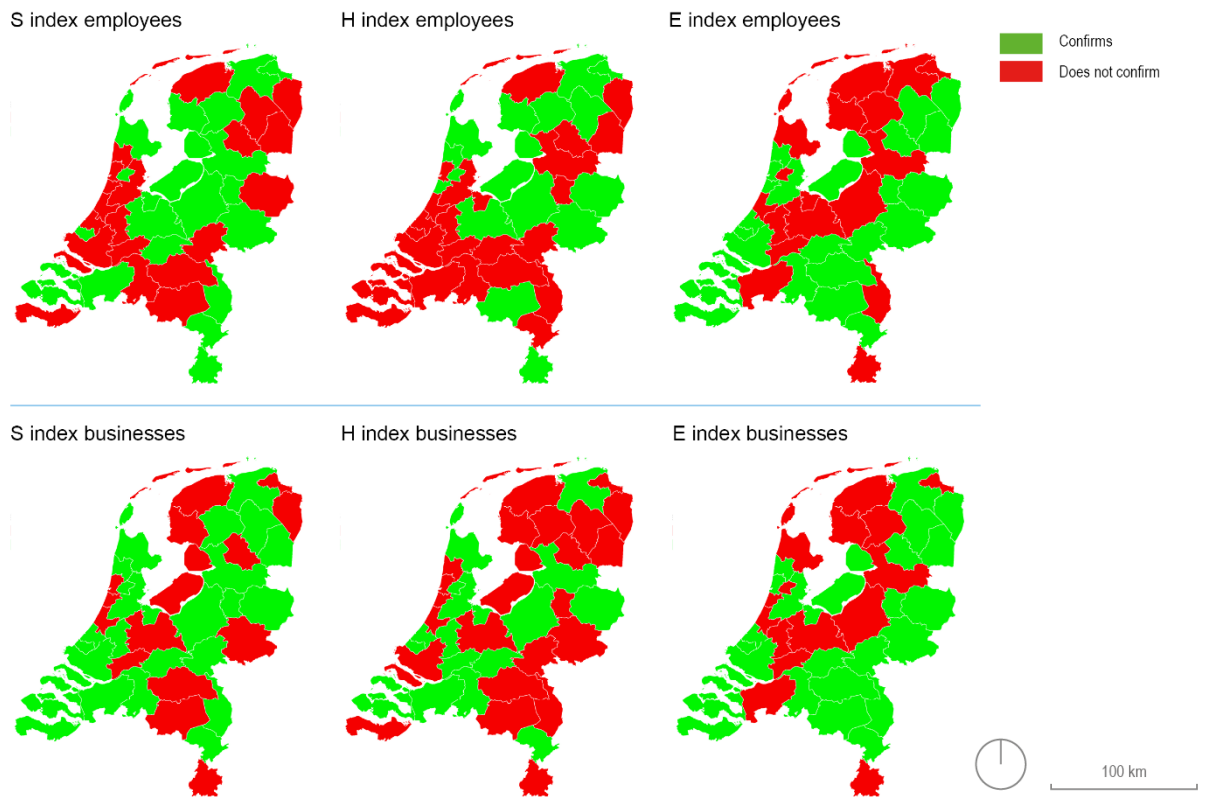 S index employees
H index employees
E index employees
Confirms
Does not confirm
S index businesses
H index businesses
E index businesses
100 km